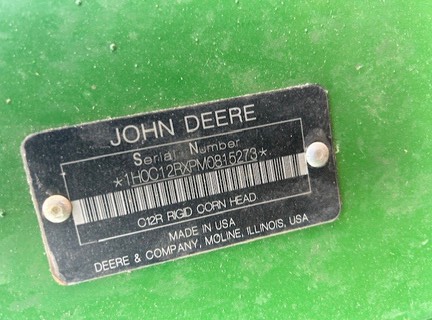 JOHN DEERE
Serial Number
*1H0C12RXPM0815273*
C12R RIGID CORN HEAD
MADE IN USA
DEERE & COMPANY, MOLINE, ILLINOIS, USA